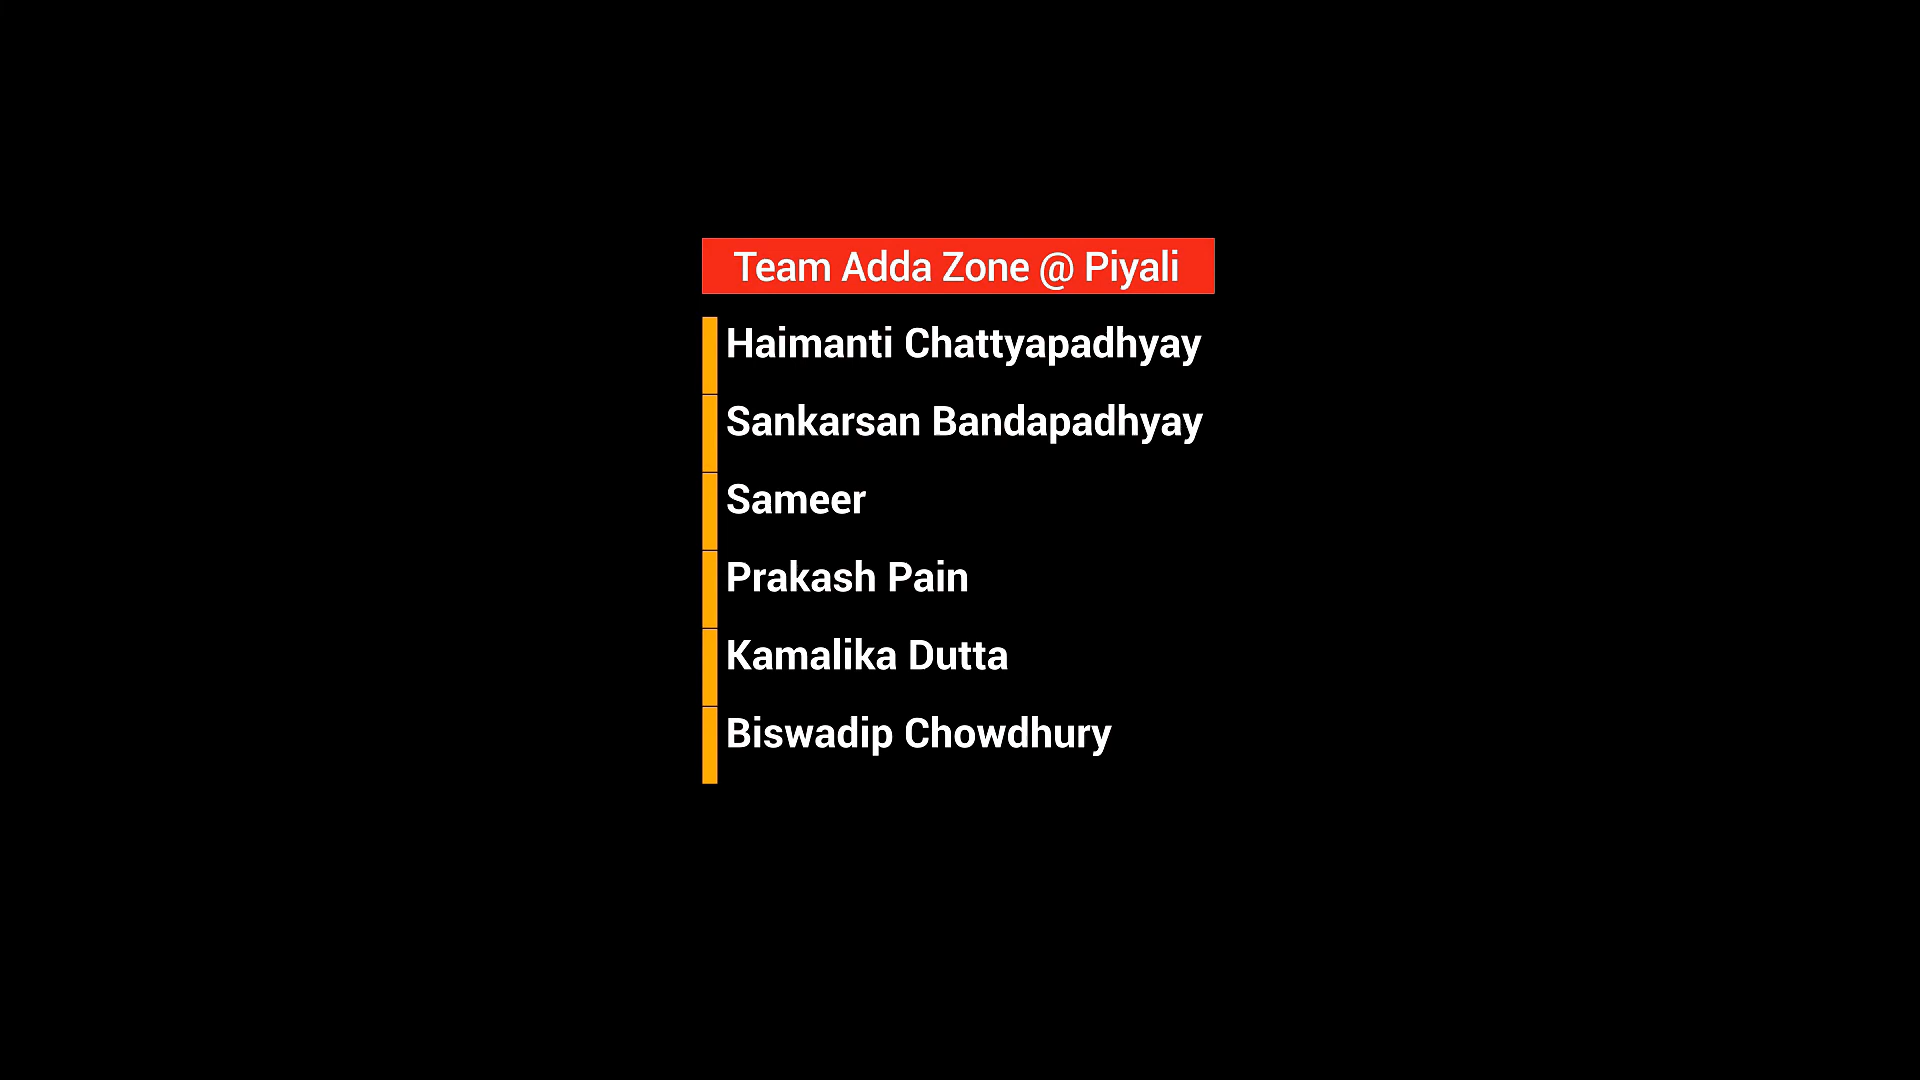 Team Adda Zone @ Piyali
Haimanti Chattyapadhyay
Sankarsan Bandapadhyay
Sameer
Prakash Pain
Kamalika Dutta
Biswadip Chowdhury